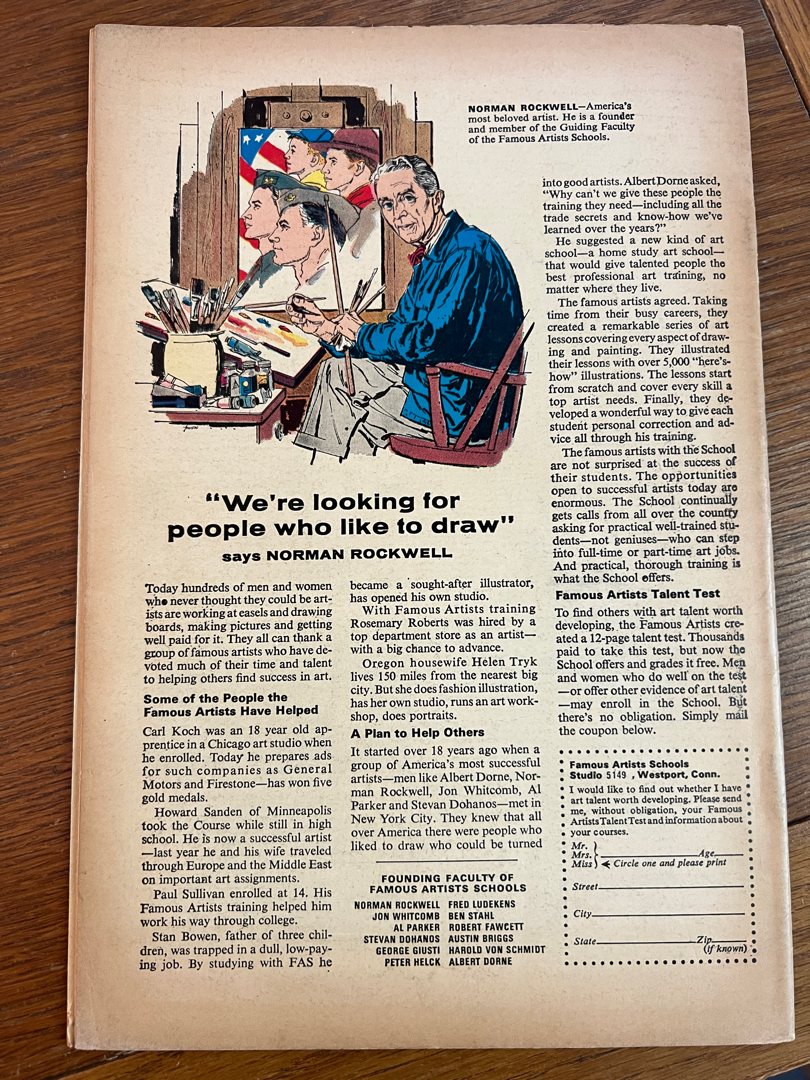 NORMAN ROCKWELL—America's
most beloved artist. He is a founder
and member of the Guiding Faculty
of the Famous Artists Schools.
"We're looking for
people who like to draw"
says NORMAN ROCKWELL
Today hundreds of men and women
who never thought they could be art-
ists are working at easels and drawing
boards, making pictures and getting
well paid for it. They all can thank a
group of famous artists who have de-
voted much of their time and talent
to helping others find success in art.
Some of the People the
Famous Artists Have Helped
Carl Koch was an 18 year old ap-
prentice in a Chicago art studio when
he enrolled. Today he prepares ads
for such companies as General
Motors and Firestone—has won five
gold medals.
Howard Sanden of Minneapolis
took the Course while still in high
school. He is now a successful artist
—last year he and his wife traveled
through Europe and the Middle East
on important art assignments.
Paul Sullivan enrolled at 14. His
Famous Artists training helped him
work his way through college.
Stan Bowen, father of three chil-
dren, was trapped in a dull, low-pay-
ing job. By studying with FAS he
became a sought-after illustrator,
has opened his own studio.
With Famous Artists training
Rosemary Roberts was hired by a
top department store as an artist—
with a big chance to advance.
Oregon housewife Helen Tryk
lives 150 miles from the nearest big
city. But she does fashion illustration,
has her own studio, runs an art work-
shop, does portraits.
A Plan to Help Others
It started over 18 years ago when a
group of America's most successful
artists—men like Albert Dorne, Nor-
man Rockwell, Jon Whitcomb, Al
Parker and Stevan Dohanos—met in
New York City. They knew that all
over America there were people who
liked to draw who could be turned
FOUNDING FACULTY OF
FAMOUS ARTISTS SCHOOLS
NORMAN ROCKWELL FRED LUDEKENS
JON WHITCOMB BEN STAHL
AL PARKER ROBERT FAWCETT
STEVAN DOHANOS AUSTIN BRIGGS
GEORGE GIUSTI HAROLD VON SCHMIDT
PETER HELCK ALBERT DORNE
into good artists. Albert Dorne asked,
"Why can't we give these people the
training they need—including all the
trade secrets and know-how we've
learned over the years?"
He suggested a new kind of art
school—a home study art school—
that would give talented people the
best professional art training, no
matter where they live.
The famous artists agreed. Taking
time from their busy careers, they
created a remarkable series of art
lessons covering every aspect of draw-
ing and painting. They illustrated
their lessons with over 5,000 "here's-
how" illustrations. The lessons start
from scratch and cover every skill a
top artist needs. Finally, they de-
veloped a wonderful way to give each
student personal correction and ad-
vice all through his training.
The famous artists with the School
are not surprised at the success of
their students. The opportunities
open to successful artists today are
enormous. The School continually
gets calls from all over the country
asking for practical well-trained stu-
dents—not geniuses—who can step
into full-time or part-time art jobs.
And practical, thorough training is
what the School offers.
Famous Artists Talent Test
To find others with art talent worth
developing, the Famous Artists cre-
ated a 12-page talent test. Thousands
paid to take this test, but now the
School offers and grades it free. Men
and women who do well on the test
—or offer other evidence of art talent
—may enroll in the School. But
there's no obligation. Simply mail
the coupon below.
Famous Artists Schools
Studio 5149 , Westport, Conn.
I would like to find out whether I have
art talent worth developing. Please send
me, without obligation, your Famous
Artists Talent Test and information about
your courses.
Mr.
Mrs. Age
Miss Circle one and please print
Street
City
State Zip
(if known)